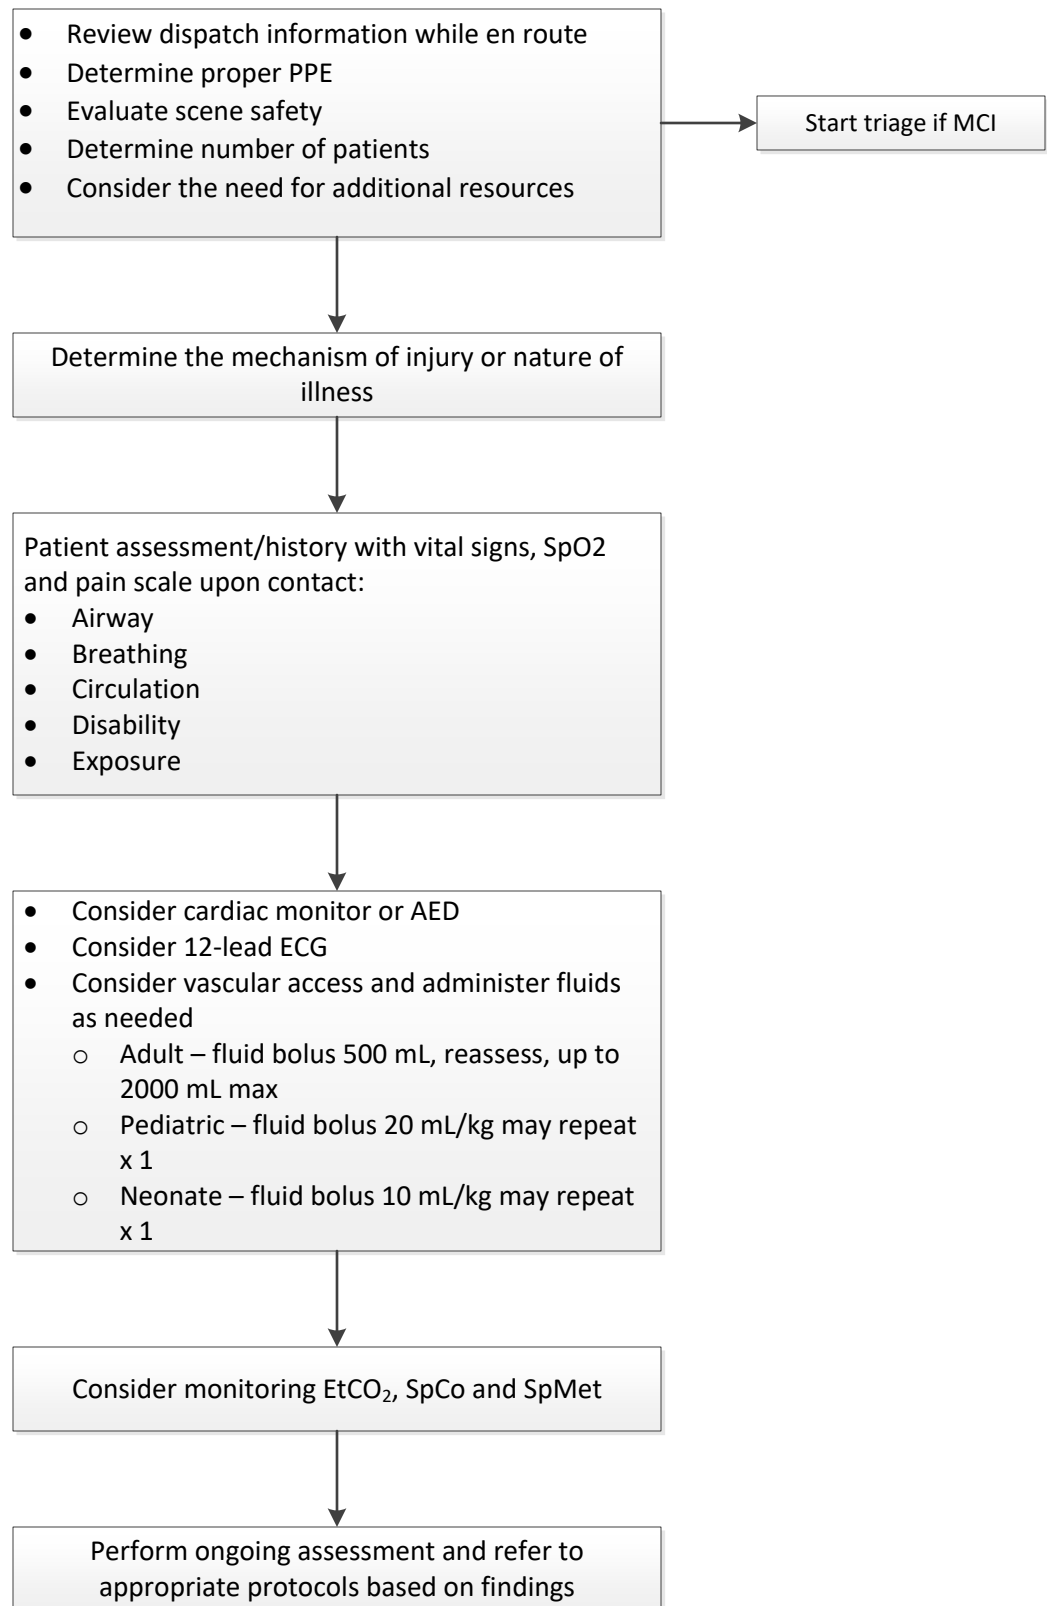 • Review dispatch information while en route
• Determine proper PPE
• Evaluate scene safety
• Determine number of patients
• Consider the need for additional resources
Start triage if MCI
Determine the mechanism of injury or nature of
illness
Patient assessment/history with vital signs, SpO2
and pain scale upon contact:
• Airway
• Breathing
• Circulation
• Disability
• Exposure
• Consider cardiac monitor or AED
• Consider 12-lead ECG
• Consider vascular access and administer fluids
as needed
o Adult – fluid bolus 500 mL, reassess, up to
2000 mL max
o Pediatric – fluid bolus 20 mL/kg may repeat
x 1
o Neonate – fluid bolus 10 mL/kg may repeat
x 1
Consider monitoring EtCO₂, SpCo and SpMet
Perform ongoing assessment and refer to
appropriate protocols based on findings